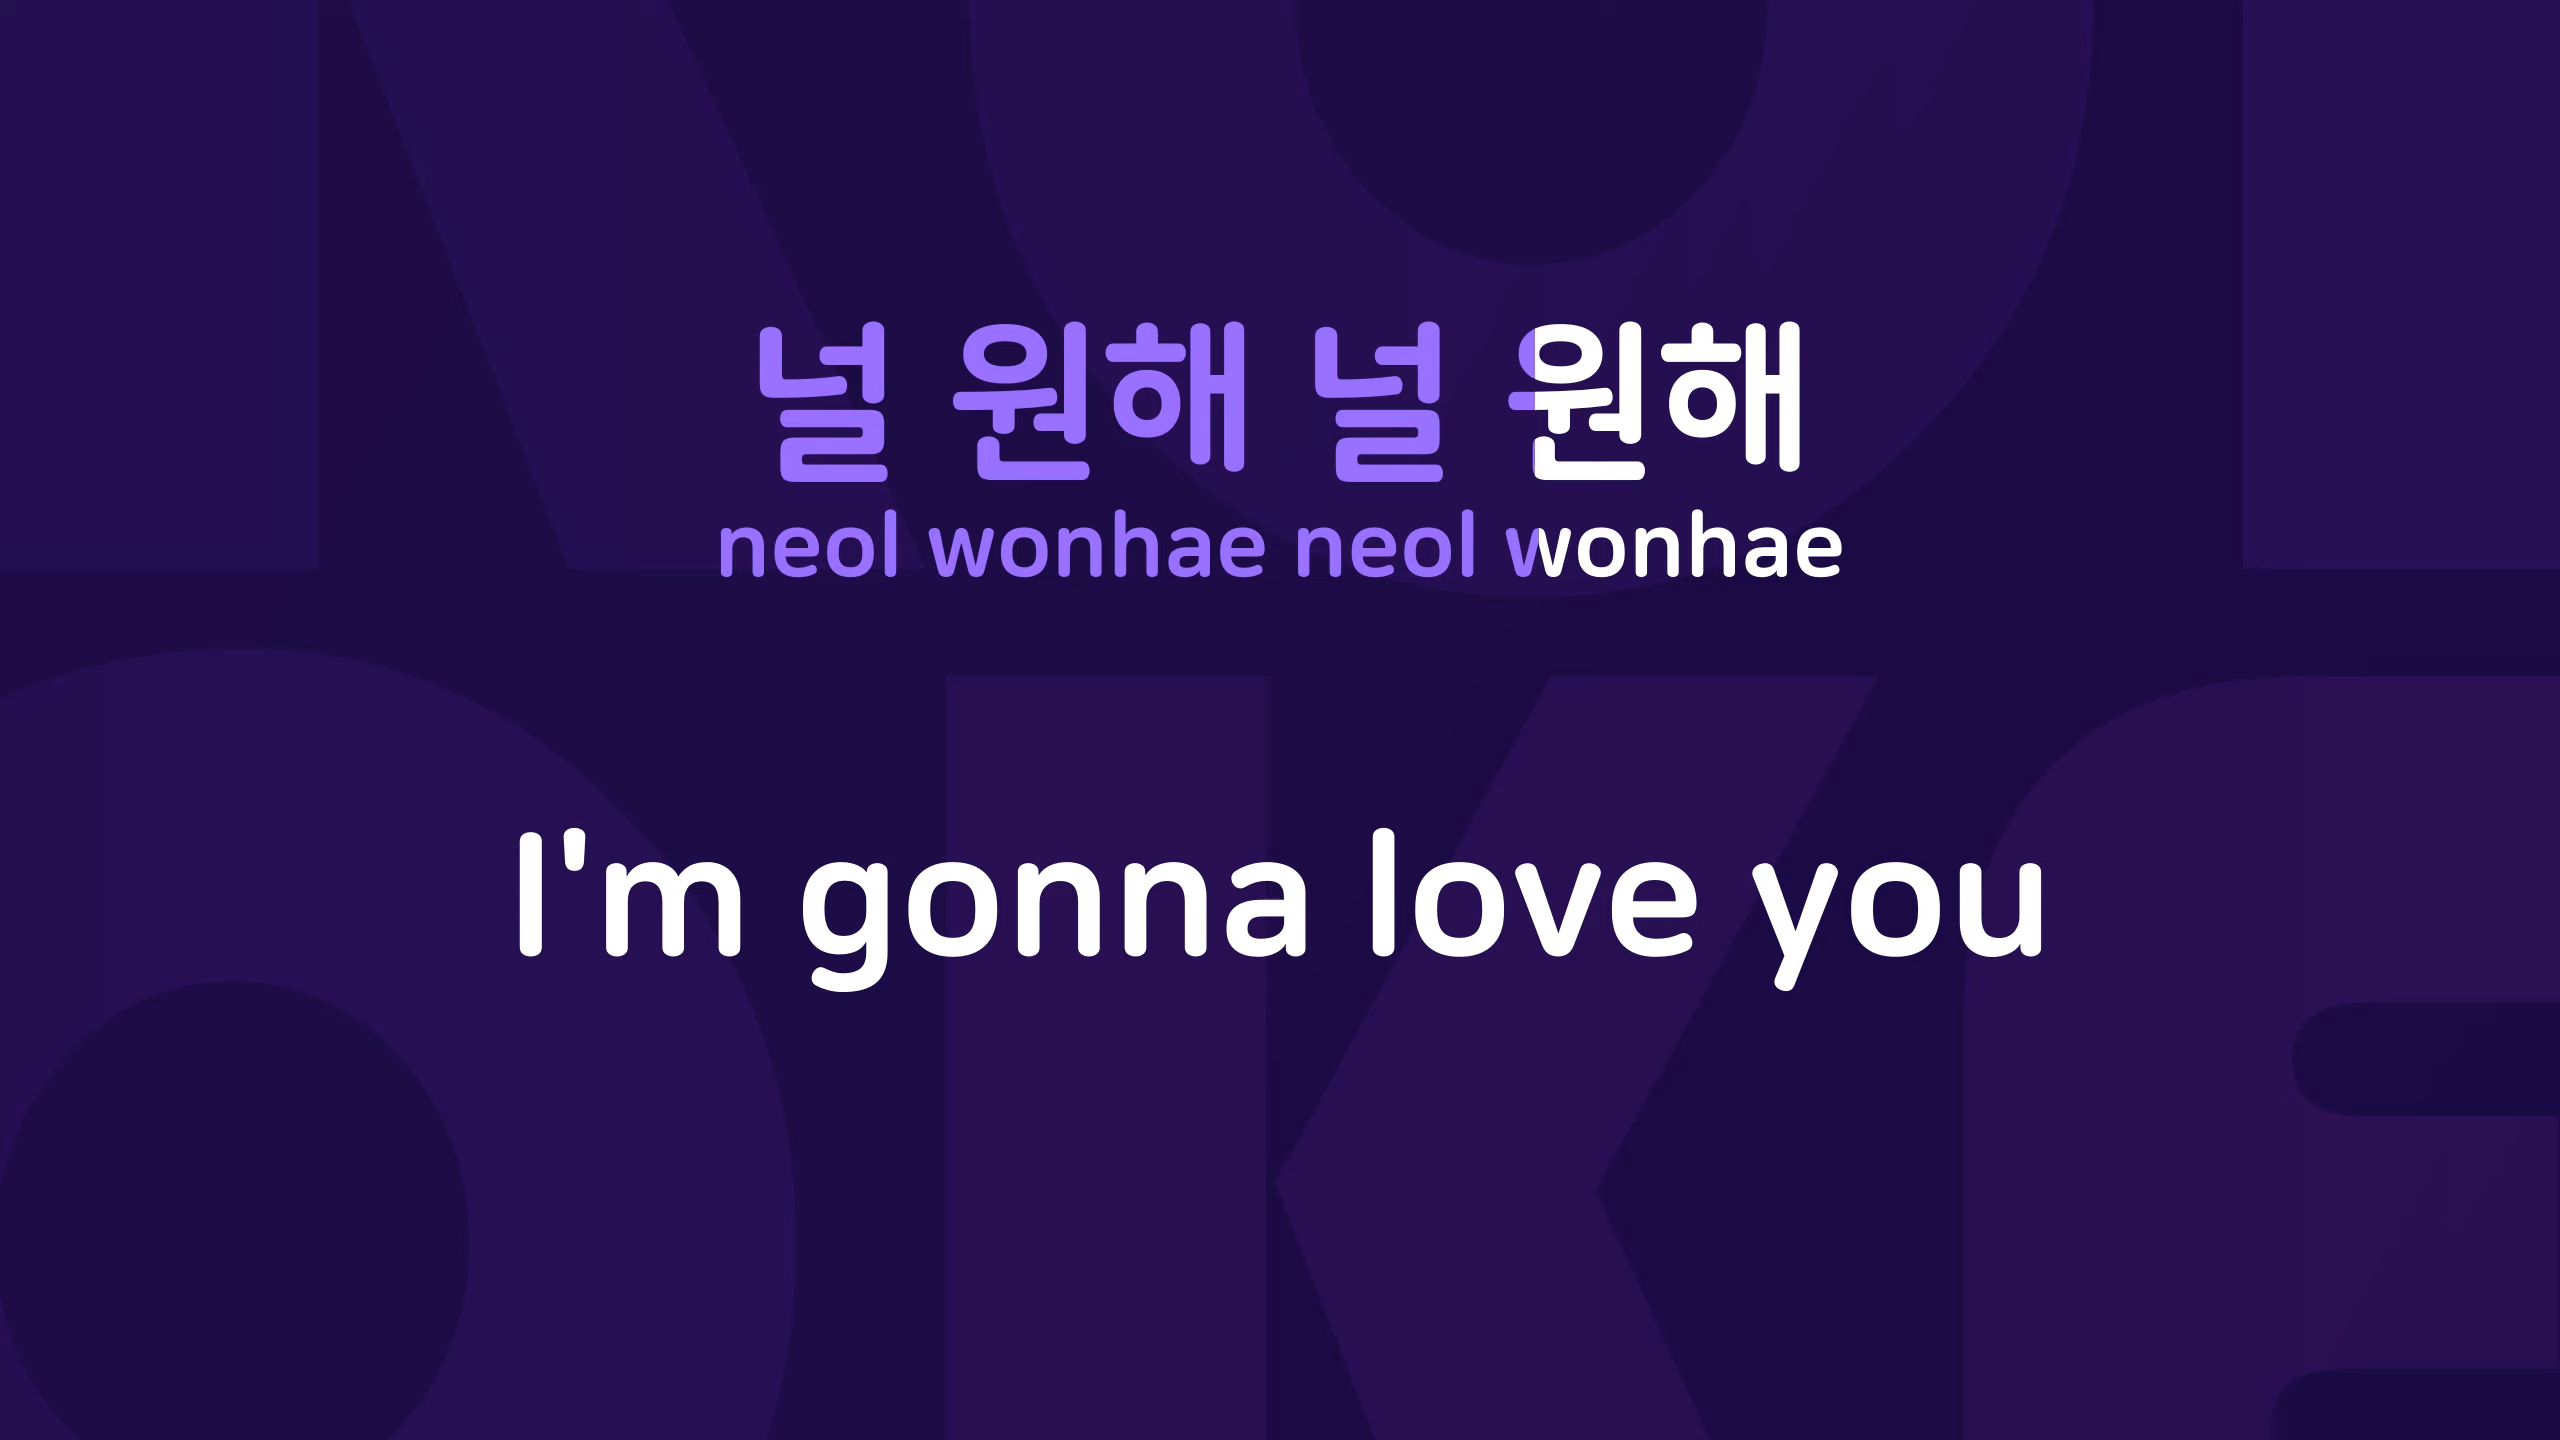 널 원해 널 원해
neol wonhae neol wonhae
I'm gonna love you